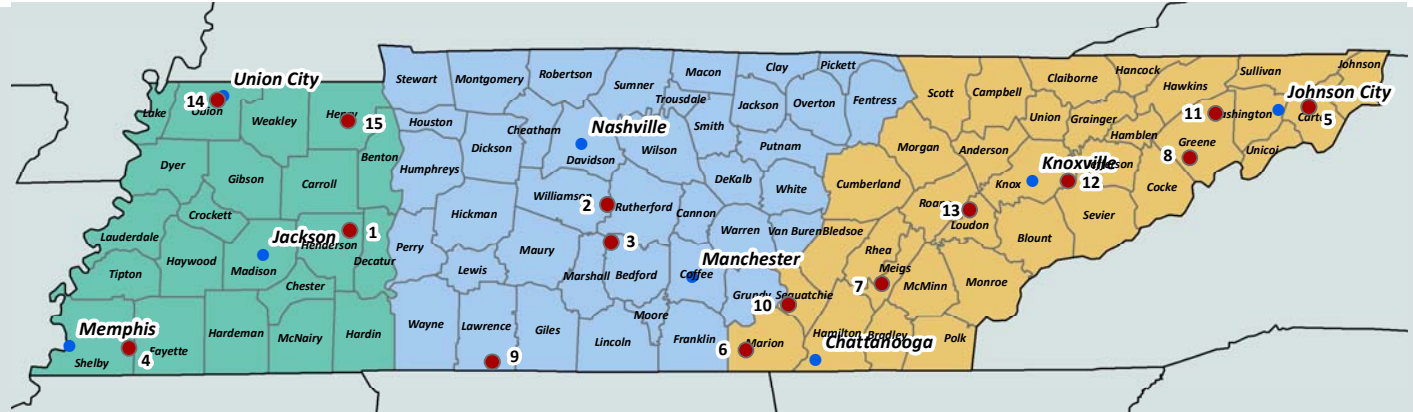 Union City
14
Lake
Obion
Weakley
Henry
15
Benton
Dyer
Gibson
Carroll
Crockett
Lauderdale
Haywood
Jackson
Henderson
1
Decatur
Madison
Tipton
Chester
Memphis
Shelby
4
Fayette
Hardeman
McNairy
Hardin
Stewart
Montgomery
Robertson
Sumner
Macon
Clay
Pickett
Trousdale
Jackson
Overton
Fentress
Houston
Dickson
Cheatham
Nashville
Davidson
Wilson
Smith
Putnam
Humphreys
DeKalb
White
Williamson
2
Rutherford
Cannon
Hickman
Warren
Van Buren
Perry
Maury
3
Manchester
Lewis
Marshall
Bedford
Coffee
Grundy
Moore
Wayne
Lawrence
Giles
Lincoln
Franklin
9
Scott
Campbell
Claiborne
Hancock
Hawkins
Sullivan
Johnson
Johnson City
Carter
5
Union
Grainger
11
Washington
Hamblen
Greene
8
Unicoi
Morgan
Anderson
Knoxville
Jefferson
Knox
12
Cocke
Cumberland
Roane
13
Loudon
Sevier
Bledsoe
Rhea
Blount
Meigs
7
McMinn
Monroe
Sequatchie
10
6
Marion
Hamilton
Bradley
Polk
Chattanooga